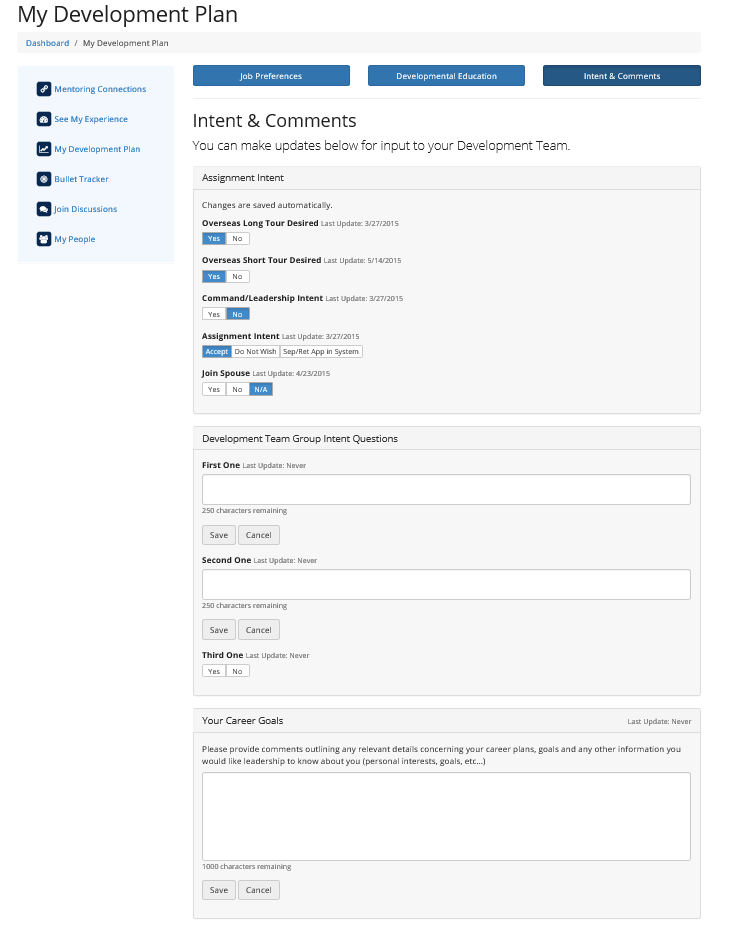 My Development Plan
Dashboard / My Development Plan
Mentoring Connections
See My Experience
My Development Plan
Bullet Tracker
Join Discussions
My People
Job Preferences
Developmental Education
Intent & Comments
Intent & Comments
You can make updates below for input to your Development Team.
Assignment Intent
Changes are saved automatically.
Overseas Long Tour Desired Last Update: 3/27/2015
Yes No
Overseas Short Tour Desired Last Update: 5/14/2015
Yes No
Command/Leadership Intent Last Update: 3/27/2015
Yes No
Assignment Intent Last Update: 3/27/2015
Accept Do Not Wish Sep/Ret App in System
Join Spouse Last Update: 4/23/2015
Yes No N/A
Development Team Group Intent Questions
First One Last Update: Never
250 characters remaining
Save Cancel
Second One Last Update: Never
250 characters remaining
Save Cancel
Third One Last Update: Never
Yes No
Your Career Goals Last Update: Never
Please provide comments outlining any relevant details concerning your career plans, goals and any other information you
would like leadership to know about you (personal interests, goals, etc...)
1000 characters remaining
Save Cancel